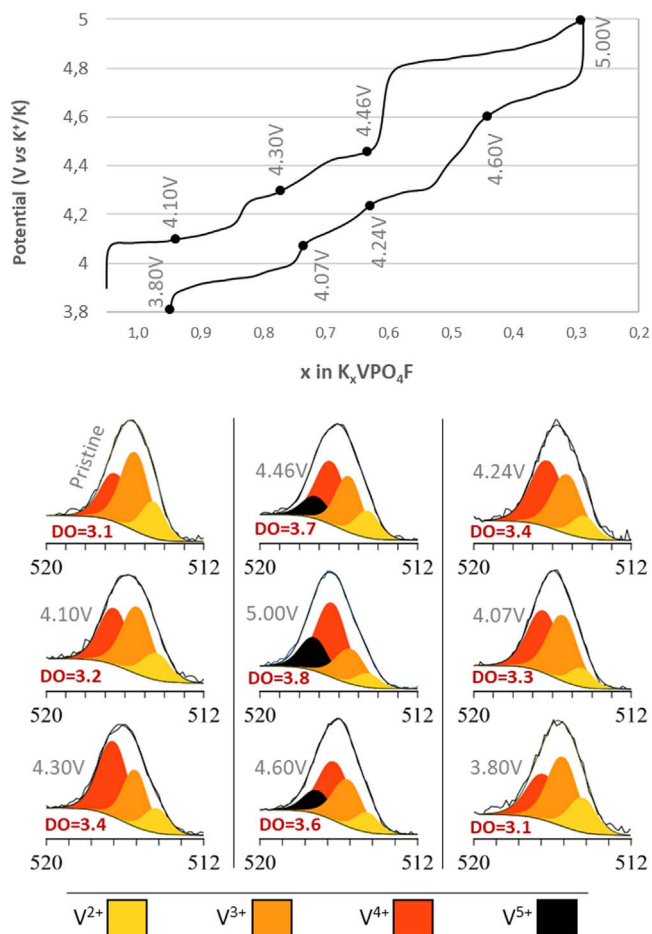 Potential (V vs K⁺/K)
5
4,8
4,6
4,4
4,2
4
3,8
4.10V
4.30V
4.46V
5.00V
3.80V
4.07V
4.24V
4.60V
1,0 0,9 0,8 0,7 0,6 0,5 0,4 0,3 0,2
x in KₓVPO₄F
Pristine
DO=3.1
520 512
4.46V
DO=3.7
520 512
4.24V
DO=3.4
520 512
4.10V
DO=3.2
520 512
5.00V
DO=3.8
520 512
4.07V
DO=3.3
520 512
4.30V
DO=3.4
520 512
4.60V
DO=3.6
520 512
3.80V
DO=3.1
520 512
V²⁺ V³⁺ V⁴⁺ V⁵⁺